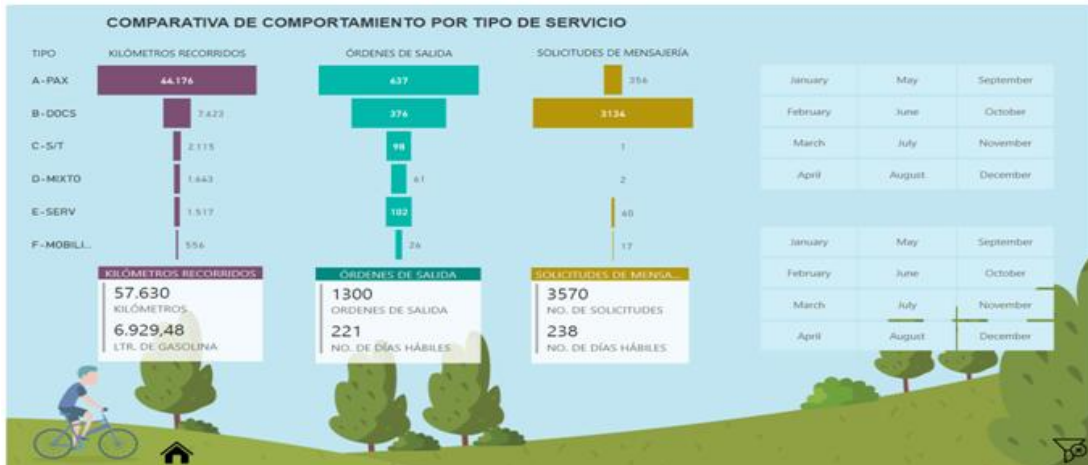 COMPARATIVA DE COMPORTAMIENTO POR TIPO DE SERVICIO
TIPO KILÓMETROS RECORRIDOS ÓRDENES DE SALIDA SOLICITUDES DE MENSAJERÍA
A-PAX 44.176 637 356
B-DOCS 7.623 376 3134
C-S/T 2.115 98 1
D-MIXTO 1.643 61 2
E-SERV 1.517 102 60
F-MOBILI... 556 26 17
KILÓMETROS RECORRIDOS ÓRDENES DE SALIDA SOLICITUDES DE MENSA...
57.630 1300 3570
KILÓMETROS ORDENES DE SALIDA NO. DE SOLICITUDES
6.929,48 221 238
LTR. DE GASOLINA NO. DE DÍAS HÁBILES NO. DE DÍAS HÁBILES
January May September
February June October
March July November
April August December
January May September
February June October
March July November
April August December